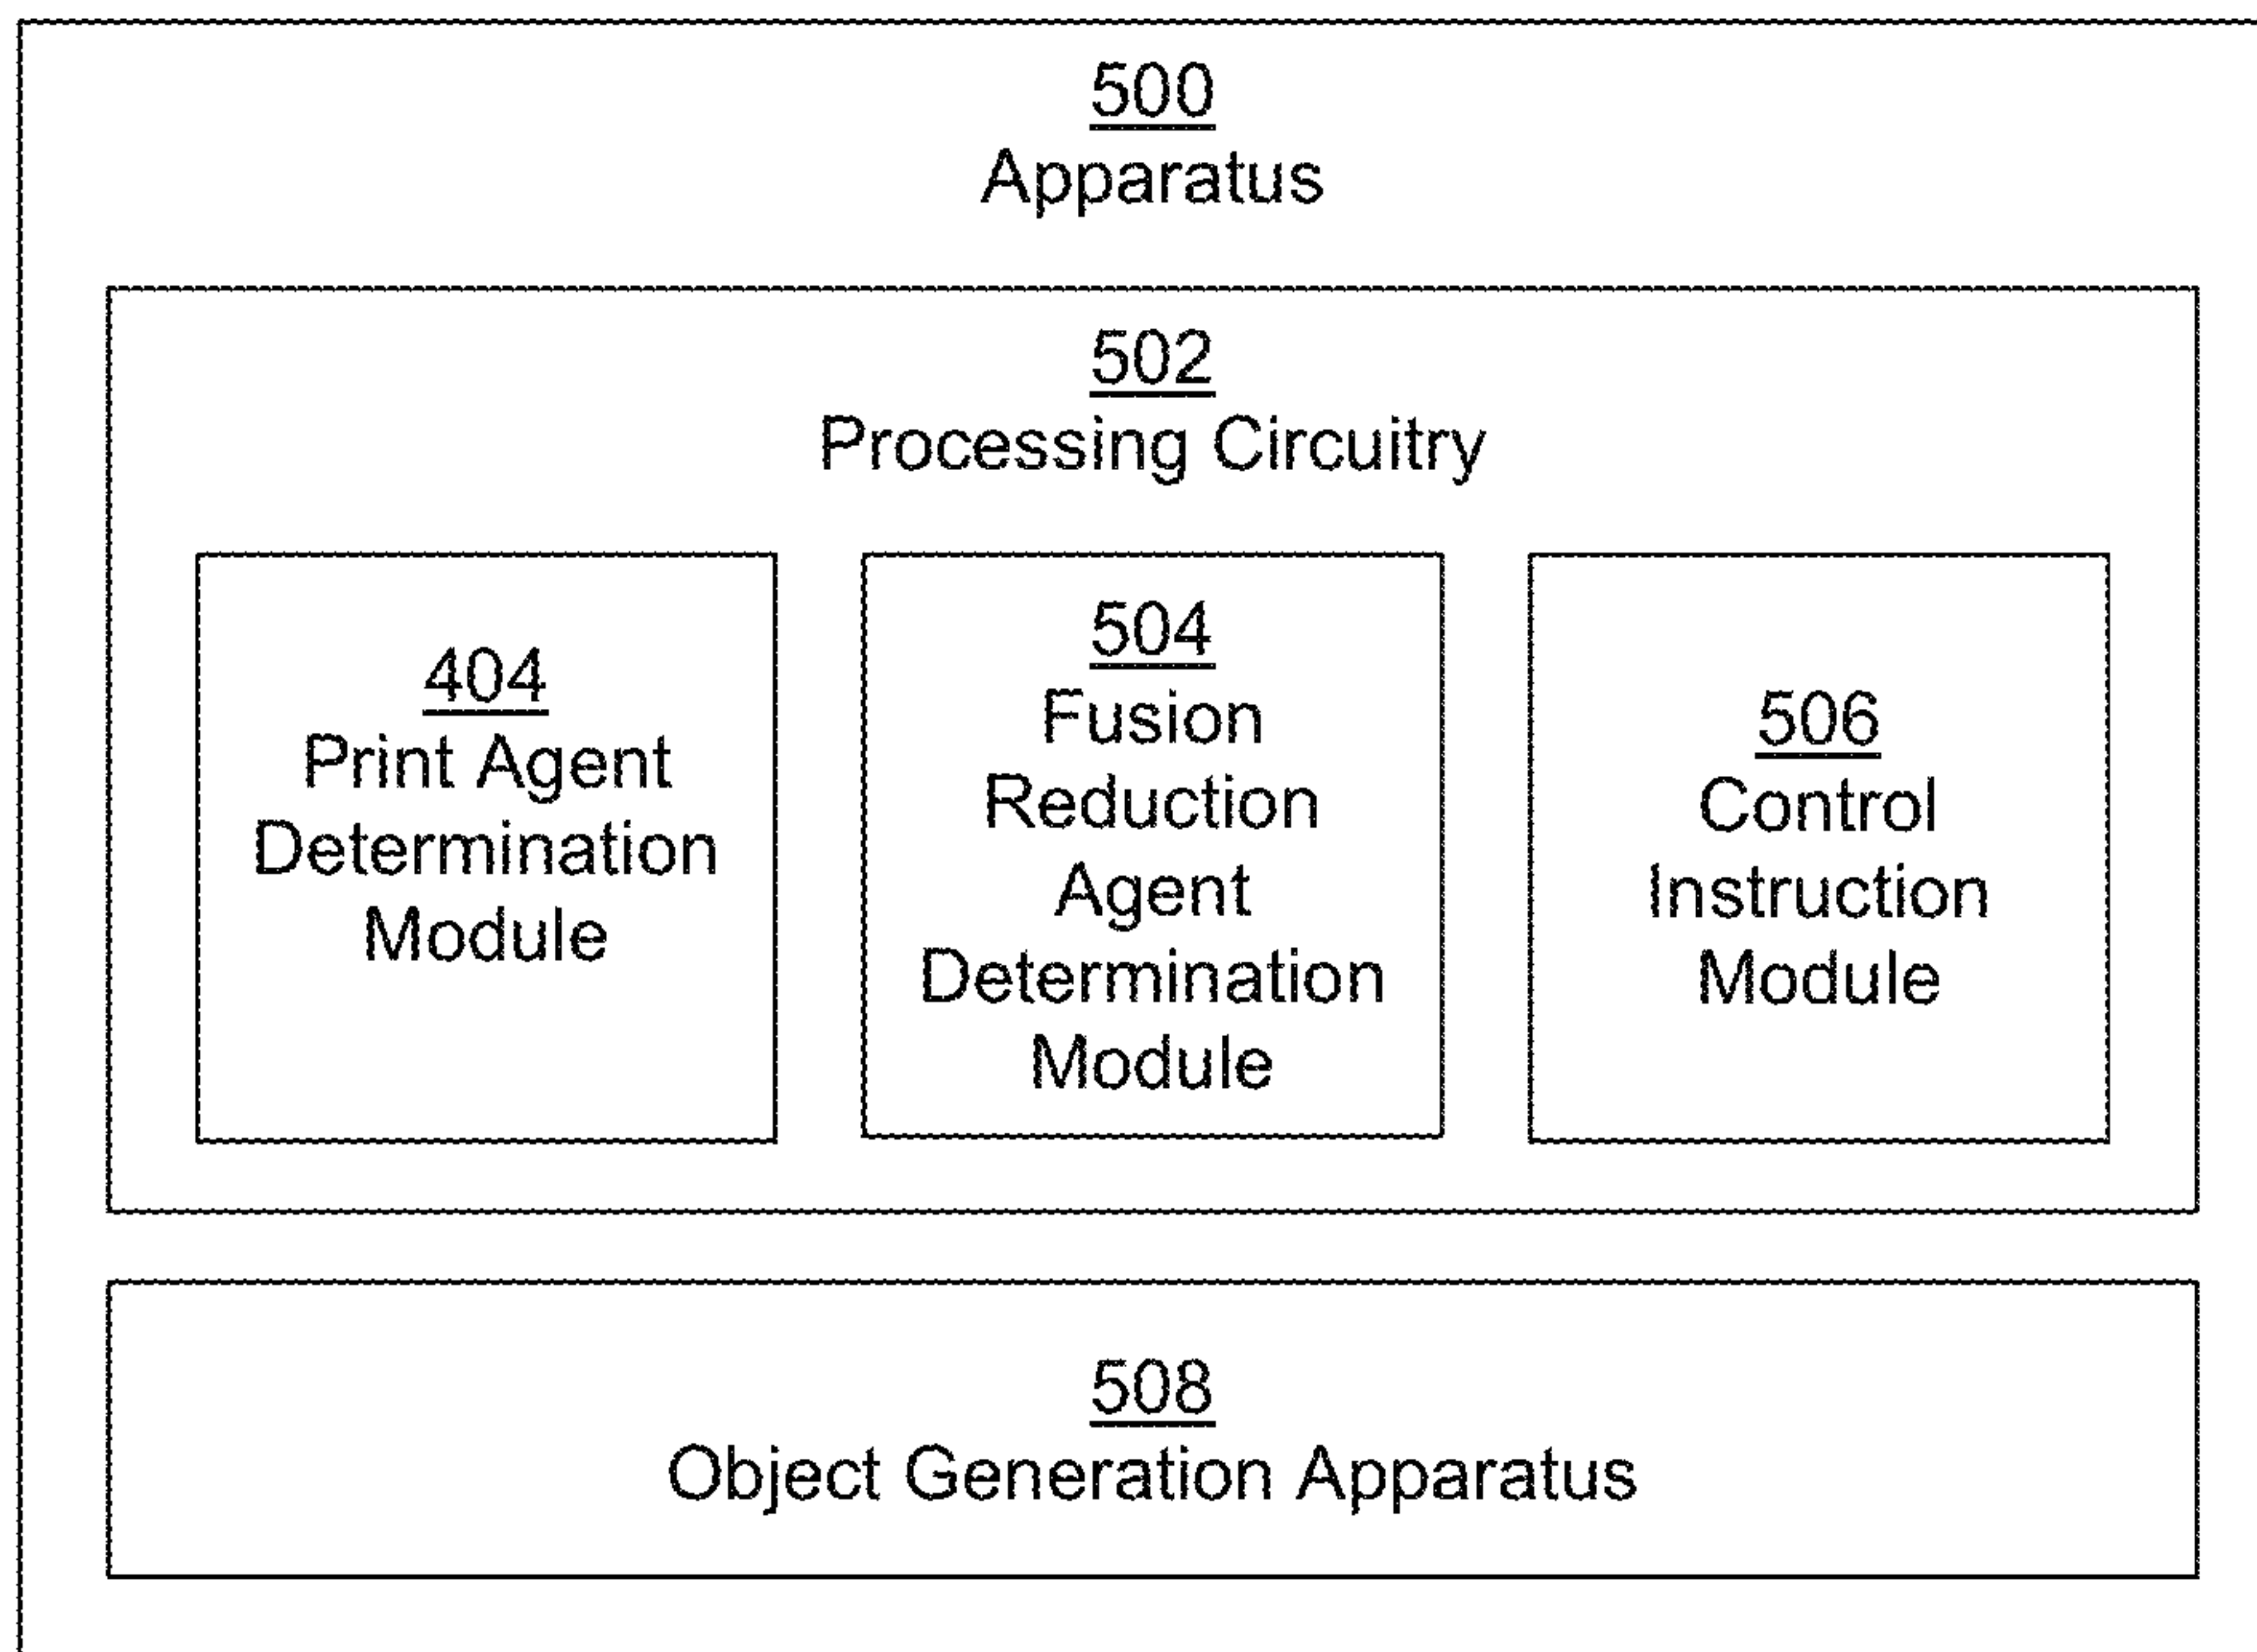 500
Apparatus
502
Processing Circuitry
404
Print Agent
Determination
Module
504
Fusion
Reduction
Agent
Determination
Module
506
Control
Instruction
Module
508
Object Generation Apparatus